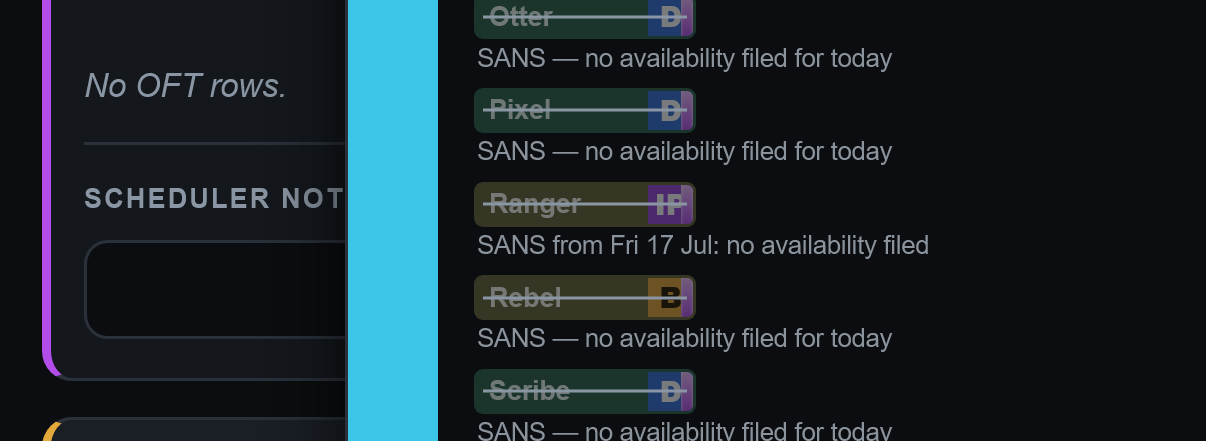 No OFT rows.
SCHEDULER NOT
Otter D
SANS — no availability filed for today
Pixel D
SANS — no availability filed for today
Ranger IP
SANS from Fri 17 Jul: no availability filed
Rebel B
SANS — no availability filed for today
Scribe D
SANS — no availability filed for today